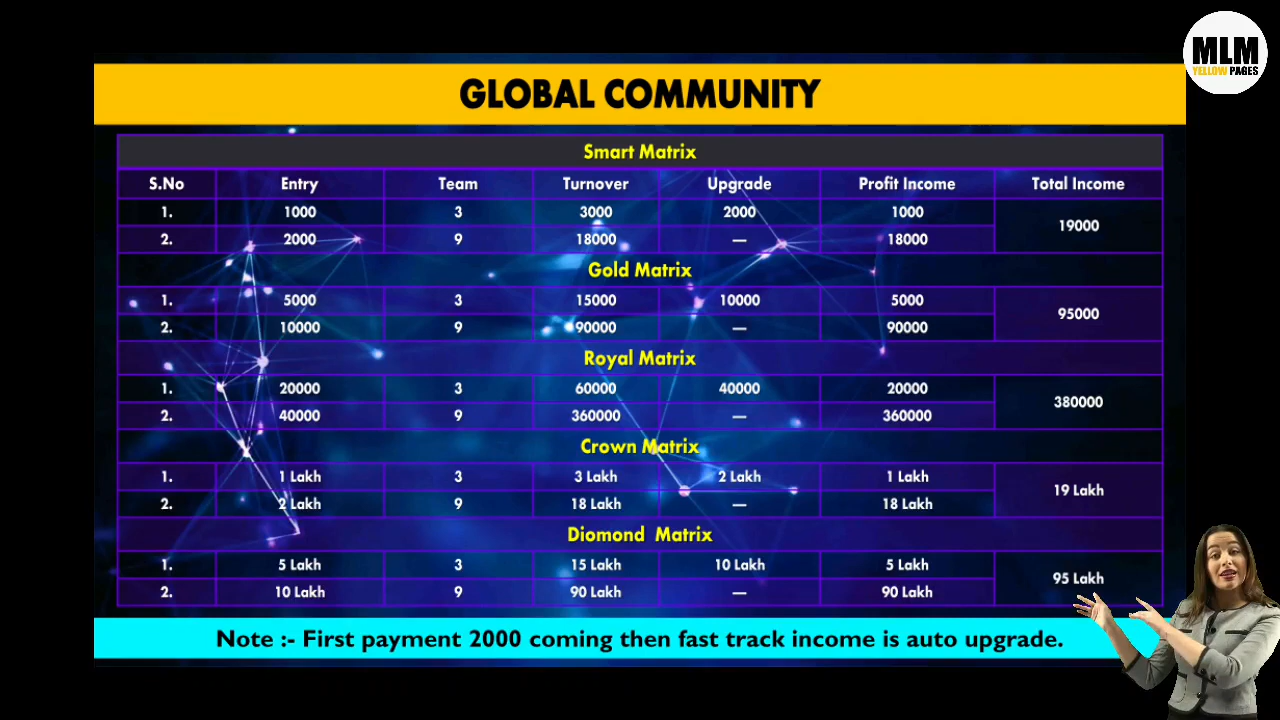 MLM
YELLOW PAGES
GLOBAL COMMUNITY
Smart Matrix
S.No Entry Team Turnover Upgrade Profit Income Total Income
1. 1000 3 3000 2000 1000 19000
2. 2000 9 18000 — 18000
Gold Matrix
1. 5000 3 15000 10000 5000 95000
2. 10000 9 90000 — 90000
Royal Matrix
1. 20000 3 60000 40000 20000 380000
2. 40000 9 360000 — 360000
Crown Matrix
1. 1 Lakh 3 3 Lakh 2 Lakh 1 Lakh 19 Lakh
2. 2 Lakh 9 18 Lakh — 18 Lakh
Diomond Matrix
1. 5 Lakh 3 15 Lakh 10 Lakh 5 Lakh 95 Lakh
2. 10 Lakh 9 90 Lakh — 90 Lakh
Note :- First payment 2000 coming then fast track income is auto upgrade.